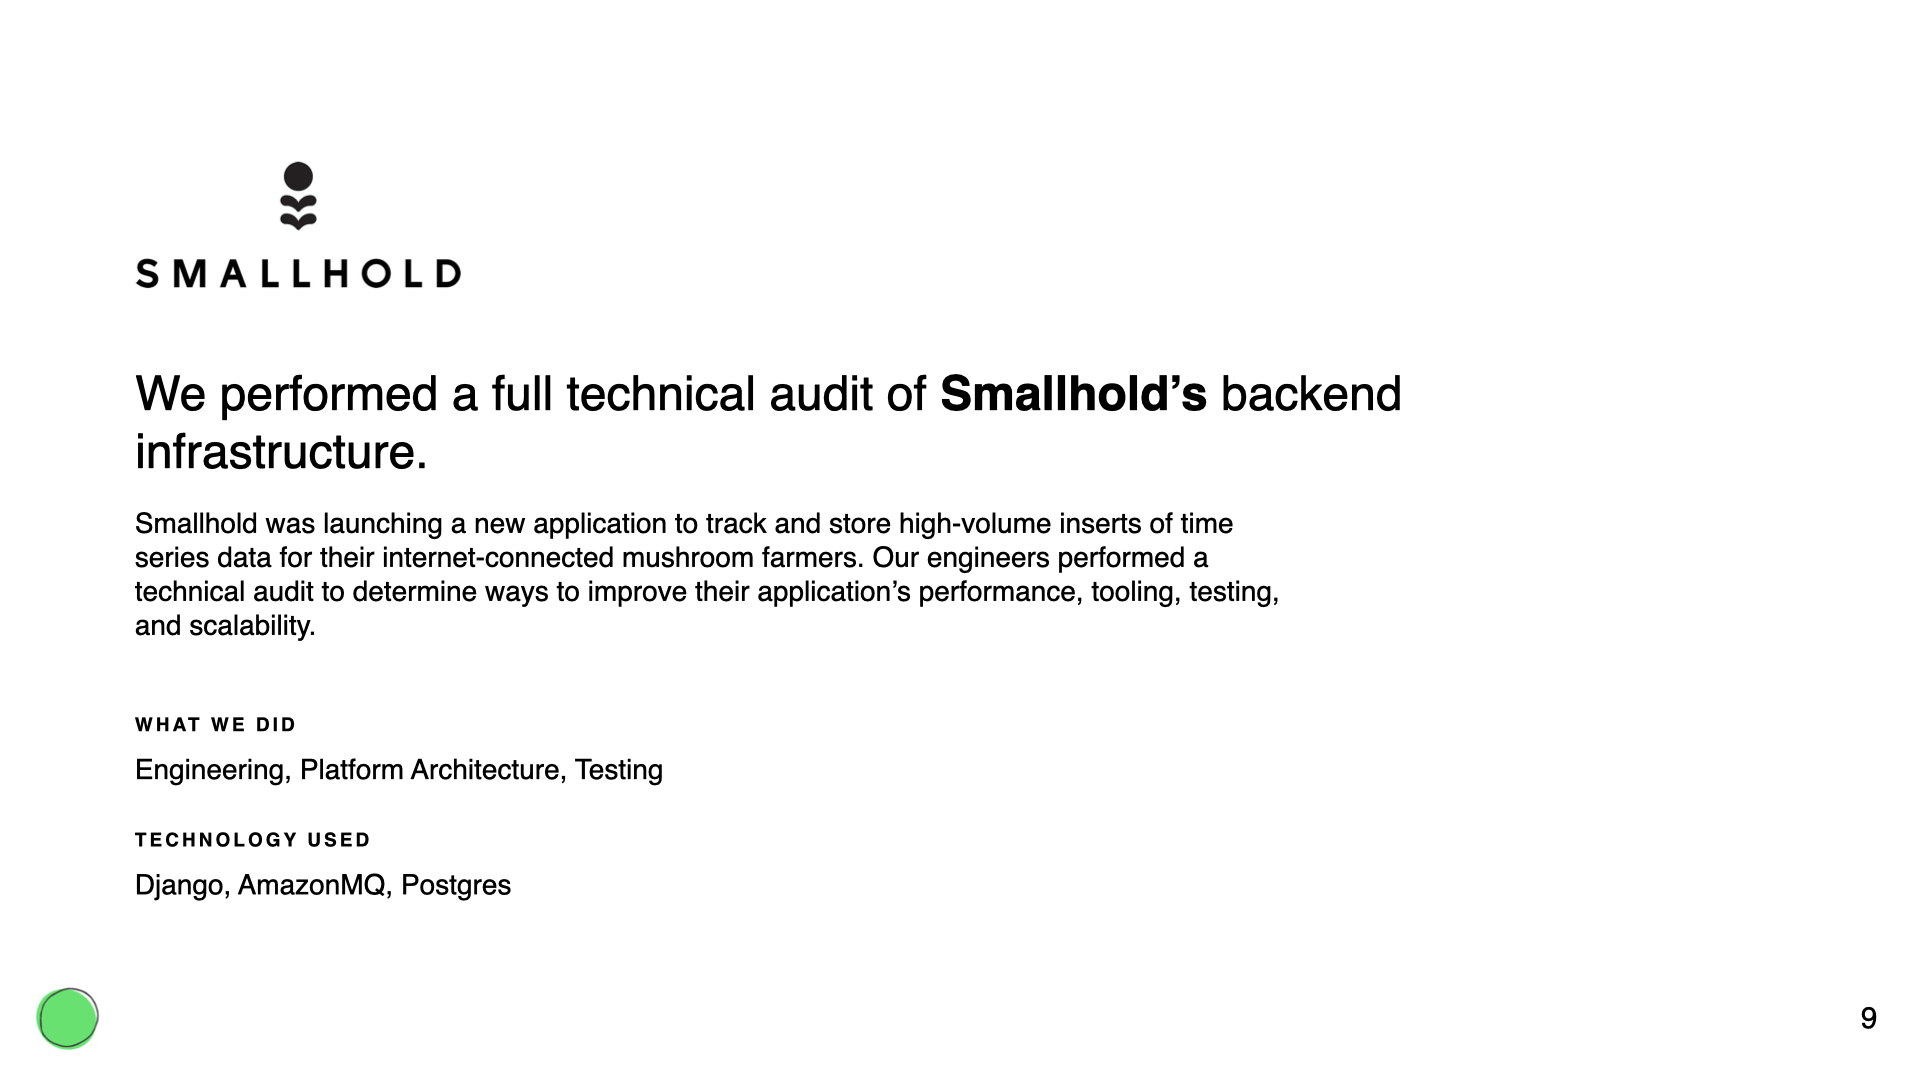 SMALLHOLD
We performed a full technical audit of Smallhold’s backend
infrastructure.
Smallhold was launching a new application to track and store high-volume inserts of time
series data for their internet-connected mushroom farmers. Our engineers performed a
technical audit to determine ways to improve their application’s performance, tooling, testing,
and scalability.
WHAT WE DID
Engineering, Platform Architecture, Testing
TECHNOLOGY USED
Django, AmazonMQ, Postgres
9